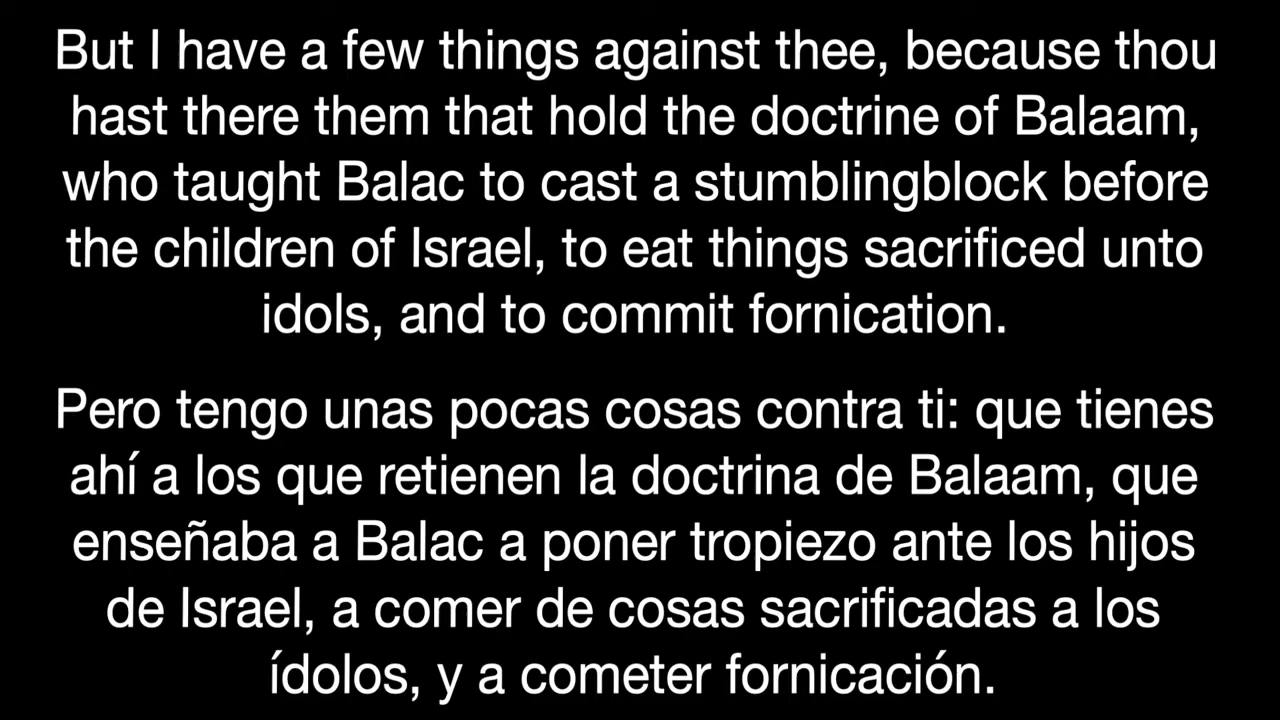 But I have a few things against thee, because thou
hast there them that hold the doctrine of Balaam,
who taught Balac to cast a stumblingblock before
the children of Israel, to eat things sacrificed unto
idols, and to commit fornication.
Pero tengo unas pocas cosas contra ti: que tienes
ahí a los que retienen la doctrina de Balaam, que
enseñaba a Balac a poner tropiezo ante los hijos
de Israel, a comer de cosas sacrificadas a los
ídolos, y a cometer fornicación.